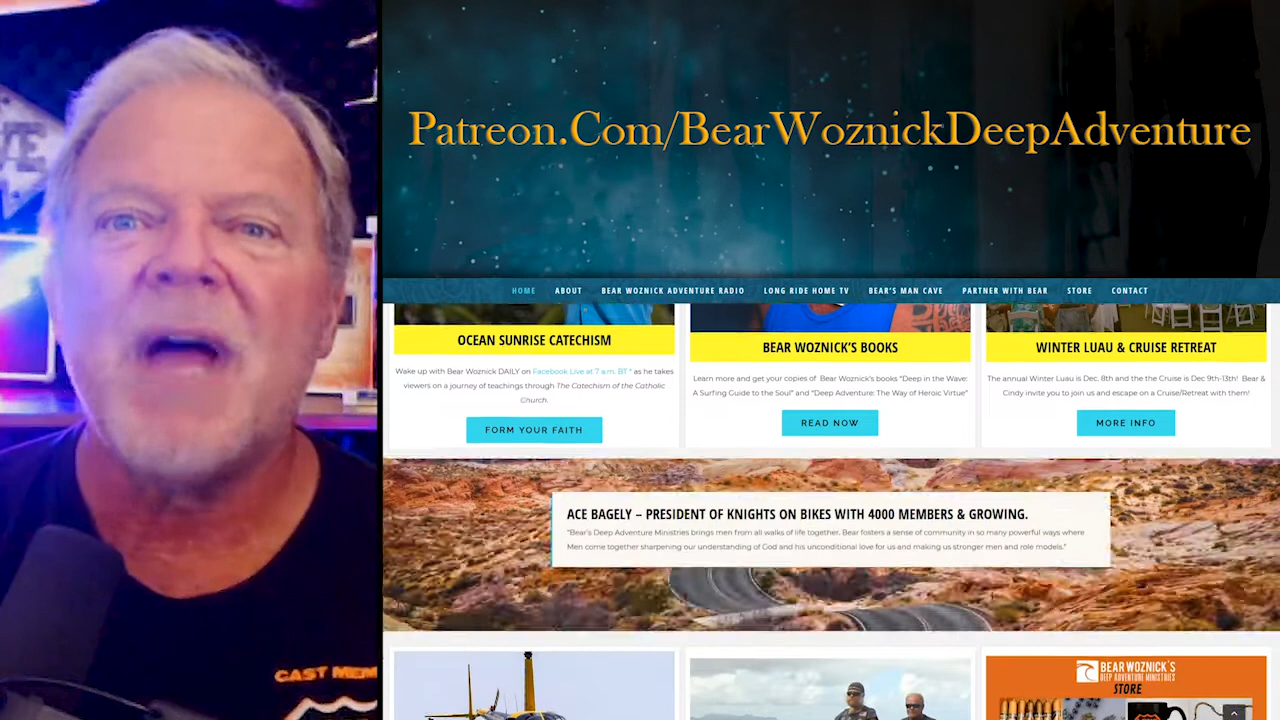 VE
CAST MEM
Patreon.Com/BearWoznickDeepAdventure
HOME ABOUT BEAR WOZNICK ADVENTURE RADIO LONG RIDE HOME TV BEAR'S MAN CAVE PARTNER WITH BEAR STORE CONTACT
OCEAN SUNRISE CATECHISM
Wake up with Bear Woznick DAILY on Facebook Live at 7 a.m. BT * as he takes
viewers on a journey of teachings through The Catechism of the Catholic
Church.
FORM YOUR FAITH
BEAR WOZNICK'S BOOKS
Learn more and get your copies of Bear Woznick's books "Deep in the Wave:
A Surfing Guide to the Soul" and "Deep Adventure: The Way of Heroic Virtue"
READ NOW
WINTER LUAU & CRUISE RETREAT
The annual Winter Luau is Dec. 8th and the the Cruise is Dec 9th-13th! Bear &
Cindy invite you to join us and escape on a Cruise/Retreat with them!
MORE INFO
ACE BAGELY – PRESIDENT OF KNIGHTS ON BIKES WITH 4000 MEMBERS & GROWING.
"Bear's Deep Adventure Ministries brings men from all walks of life together. Bear fosters a sense of community in so many powerful ways where
Men come together sharpening our understanding of God and his unconditional love for us and making us stronger men and role models."
BEAR WOZNICK'S
DEEP ADVENTURE MINISTRIES
STORE